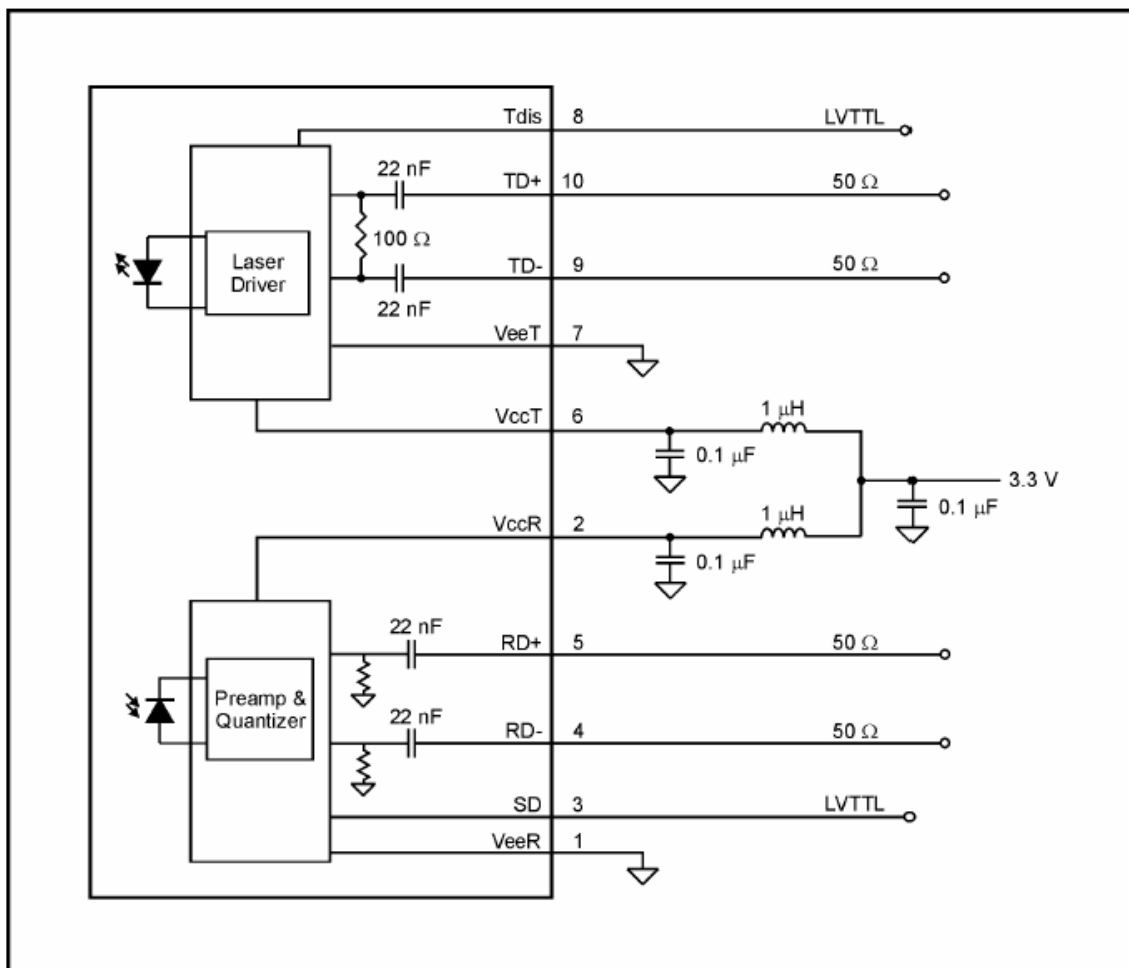 Tdis 8 LVTTL
22 nF
TD+ 10 50 Ω
100 Ω
Laser
Driver
TD- 9 50 Ω
22 nF
VeeT 7
1 μH
VccT 6
0.1 μF
3.3 V
0.1 μF
1 μH
VccR 2
0.1 μF
22 nF
RD+ 5 50 Ω
Preamp &
Quantizer
22 nF
RD- 4 50 Ω
SD 3 LVTTL
VeeR 1